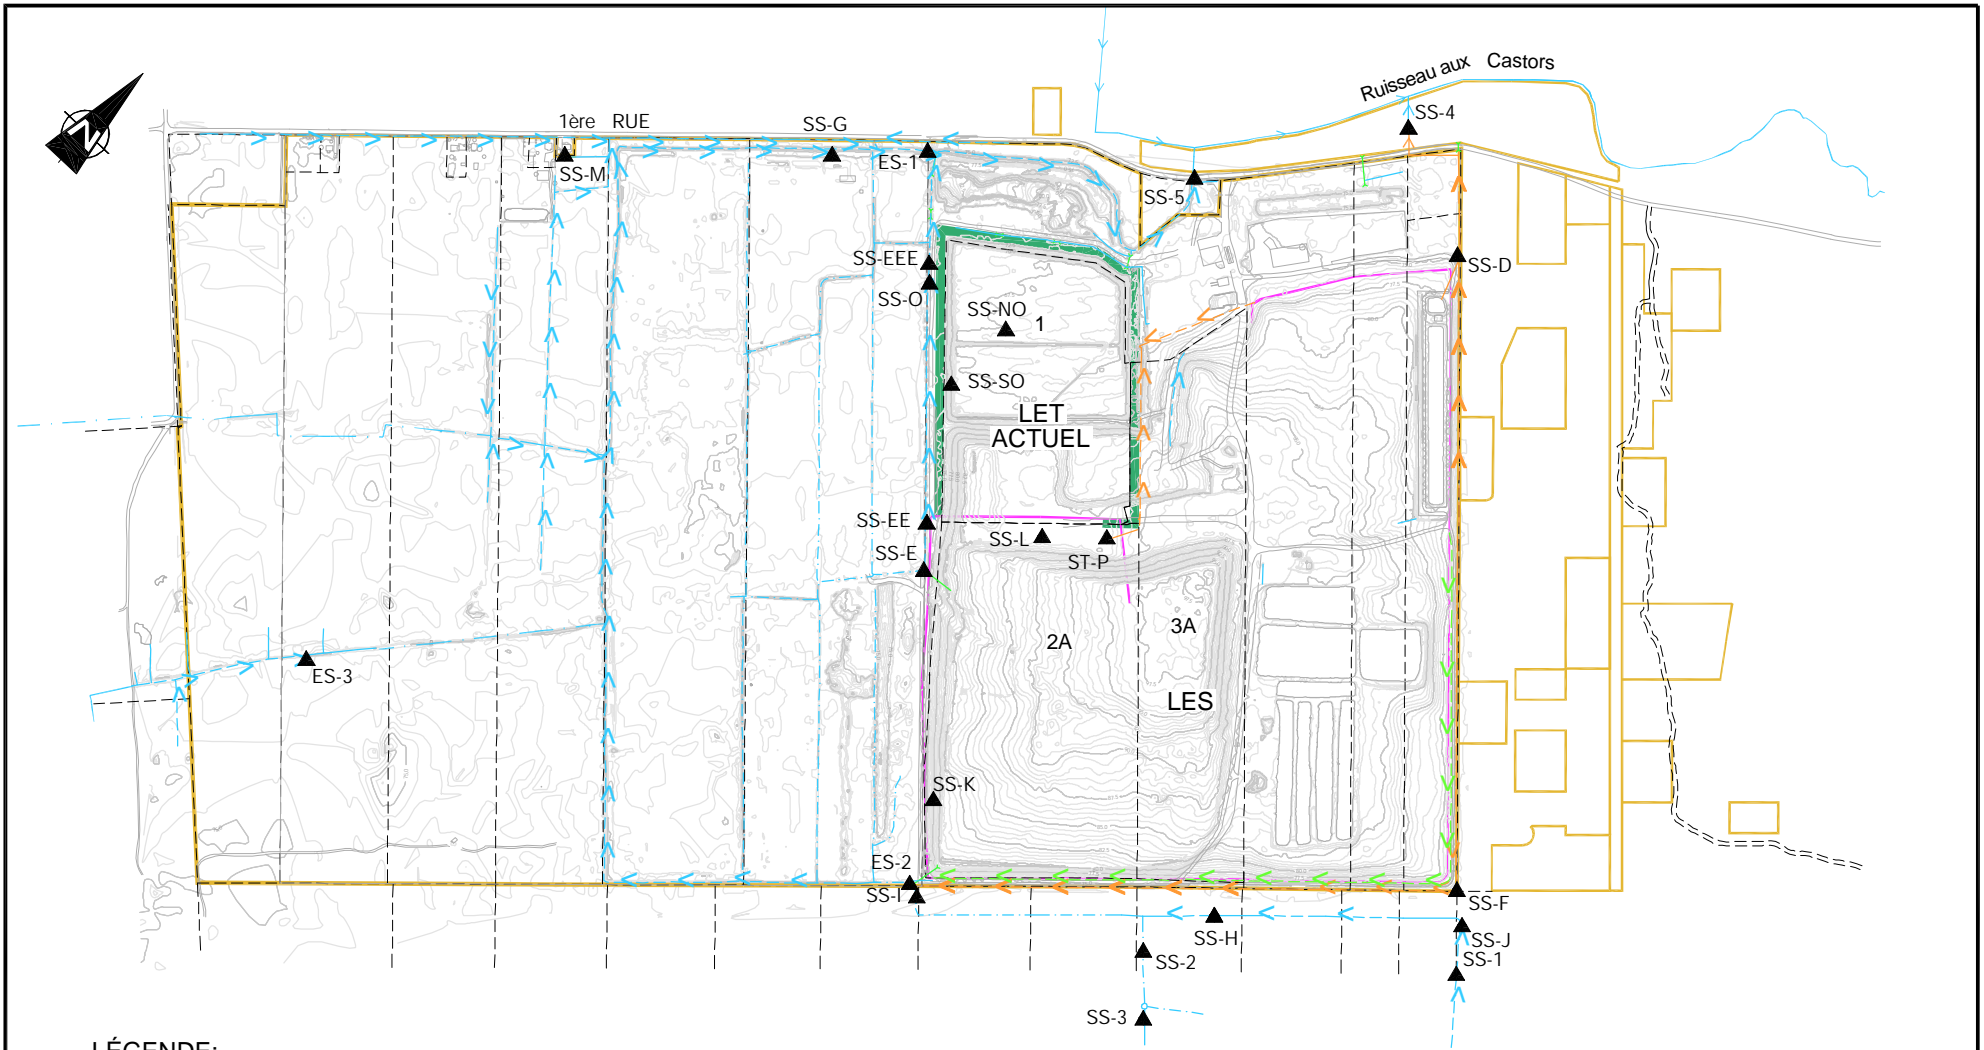 Ruisseau aux Castors
SS-4
1ère RUE
SS-G
ES-1
SS-M
SS-5
SS-EEE
SS-D
SS-O
SS-NO
1
SS-SO
LET
ACTUEL
SS-EE
SS-L
SS-E
ST-P
3A
2A
ES-3
LES
SS-K
ES-2
SS-I
SS-F
SS-H
SS-J
SS-2
SS-1
SS-3
LÉGENDE:
N